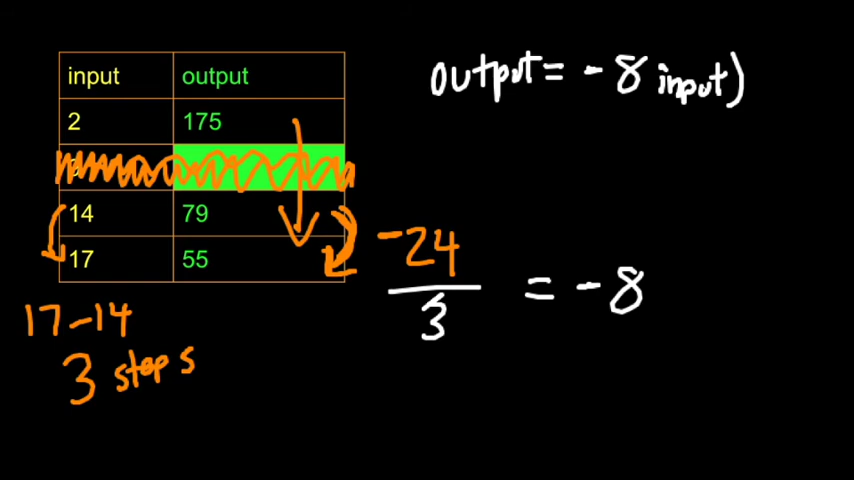 input output
2 175
14 79
17 55
17-14
3 steps
output = -8 input)
-24
3
= -8